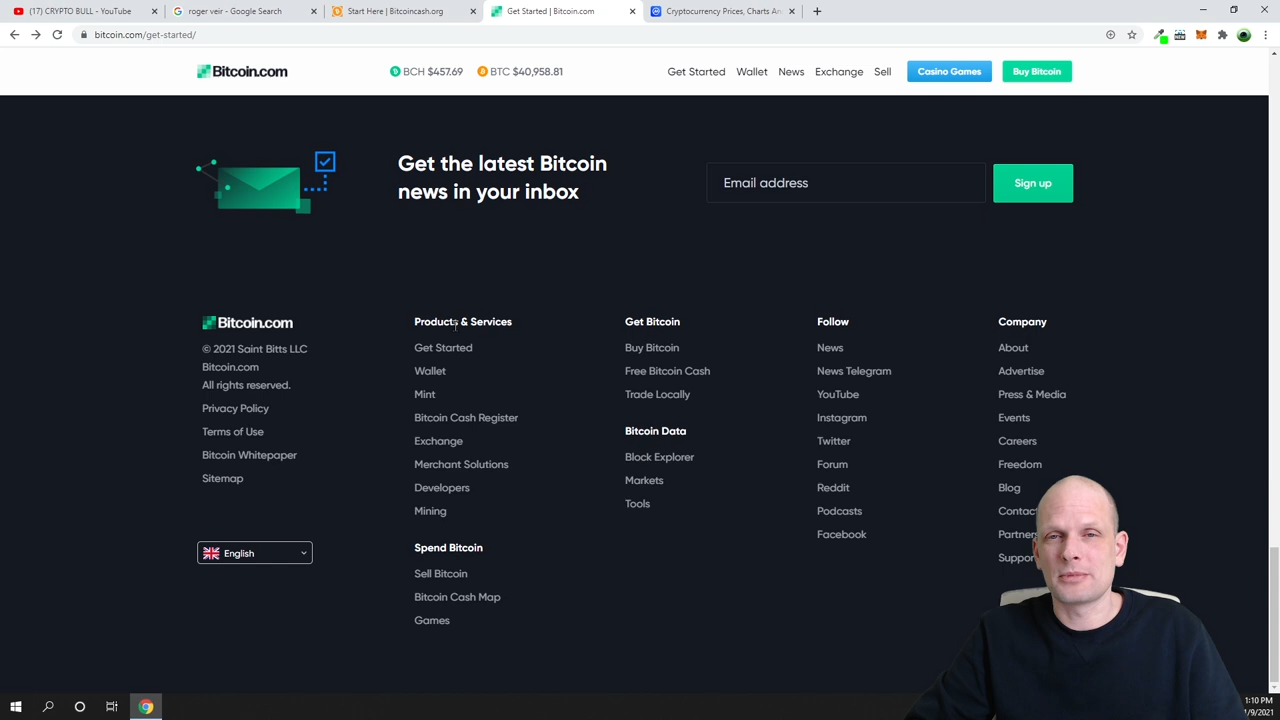 (17) CRYPTO BULL - YouTube
roger veir - Google Search
Start Here | Bitcoincash.org
Get Started | Bitcoin.com
Cryptocurrency Prices, Charts An
bitcoin.com/get-started/
Bitcoin.com
BCH $457.69
BTC $40,958.81
Get Started
Wallet
News
Exchange
Sell
Casino Games
Buy Bitcoin
Get the latest Bitcoin
news in your inbox
Email address
Sign up
Bitcoin.com
© 2021 Saint Bitts LLC
Bitcoin.com
All rights reserved.
Privacy Policy
Terms of Use
Bitcoin Whitepaper
Sitemap
English
Products & Services
Get Started
Wallet
Mint
Bitcoin Cash Register
Exchange
Merchant Solutions
Developers
Mining
Spend Bitcoin
Sell Bitcoin
Bitcoin Cash Map
Games
Get Bitcoin
Buy Bitcoin
Free Bitcoin Cash
Trade Locally
Bitcoin Data
Block Explorer
Markets
Tools
Follow
News
News Telegram
YouTube
Instagram
Twitter
Forum
Reddit
Podcasts
Facebook
Company
About
Advertise
Press & Media
Events
Careers
Freedom
Blog
Contac
Partner
Suppor
1:10 PM
1/9/2021